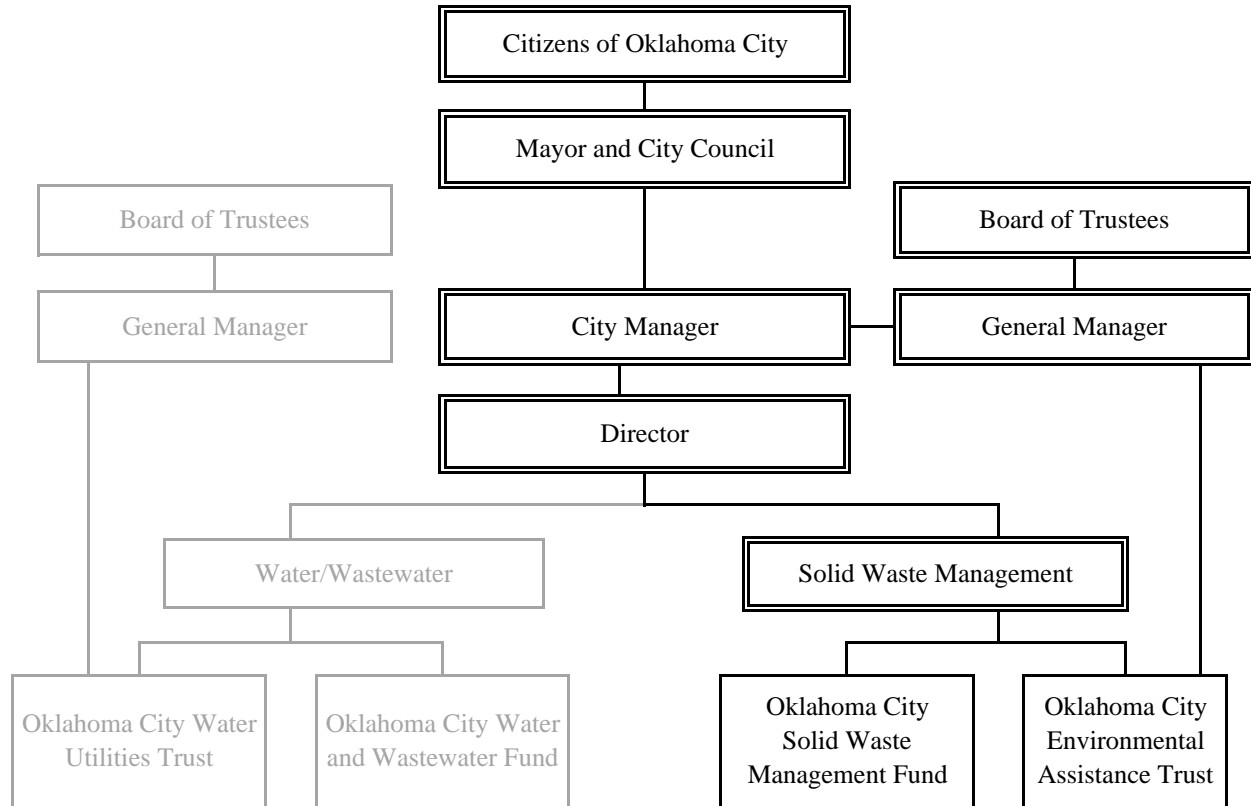 Citizens of Oklahoma City
Mayor and City Council
Board of Trustees
Board of Trustees
General Manager
City Manager
General Manager
Director
Water/Wastewater
Solid Waste Management
Oklahoma City Water
Utilities Trust
Oklahoma City Water
and Wastewater Fund
Oklahoma City
Solid Waste
Management Fund
Oklahoma City
Environmental
Assistance Trust